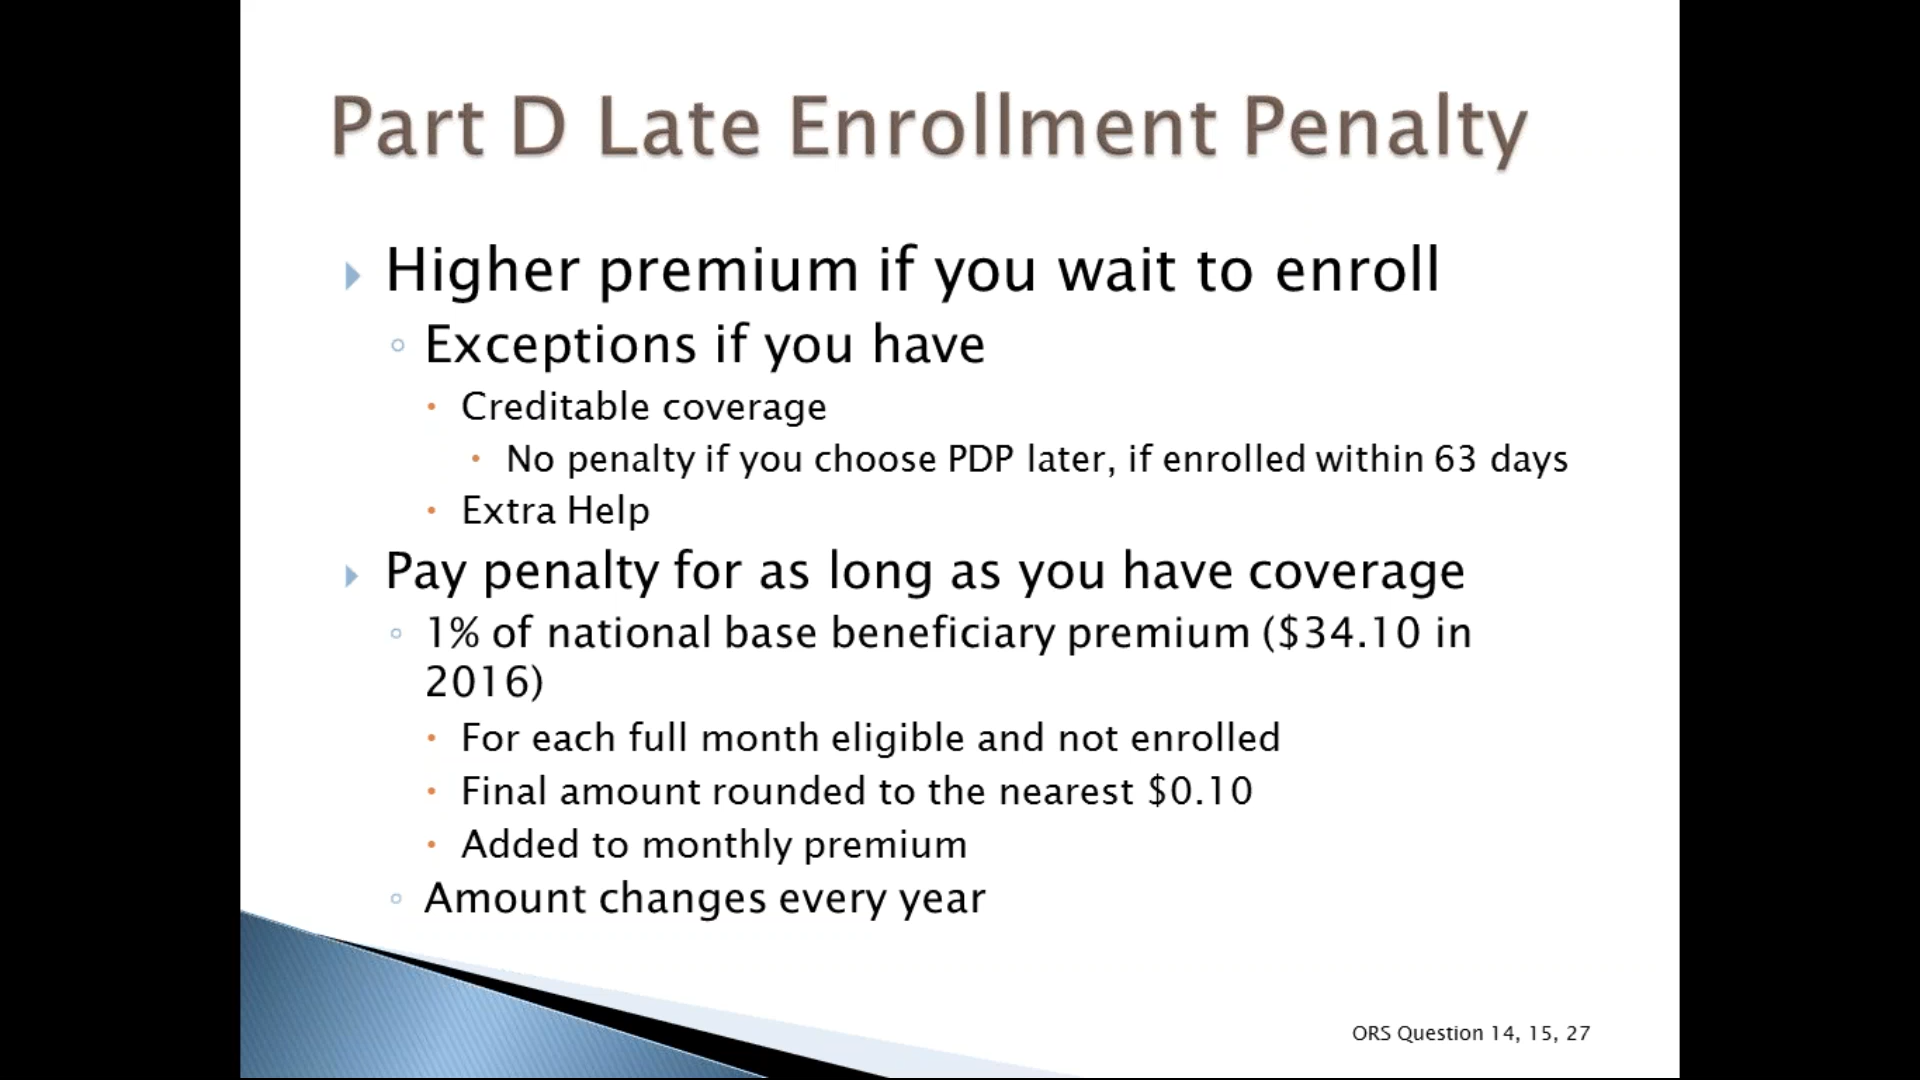 Part D Late Enrollment Penalty
Higher premium if you wait to enroll
Exceptions if you have
Creditable coverage
No penalty if you choose PDP later, if enrolled within 63 days
Extra Help
Pay penalty for as long as you have coverage
1% of national base beneficiary premium ($34.10 in
2016)
For each full month eligible and not enrolled
Final amount rounded to the nearest $0.10
Added to monthly premium
Amount changes every year
ORS Question 14, 15, 27